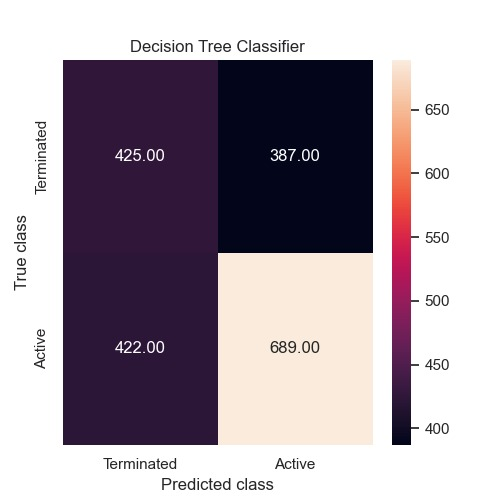 Decision Tree Classifier
True class
Terminated
425.00
387.00
Active
422.00
689.00
Terminated
Active
Predicted class
650
600
550
500
450
400